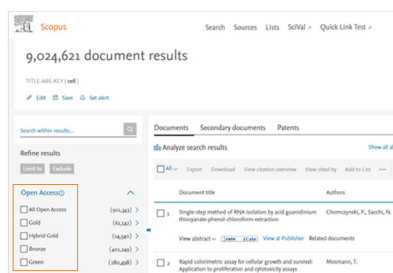 Scopus
Search Sources Lists SciVal Quick Link Test
9,024,621 document results
TITLE-ABS-KEY ( cell )
Edit Save Set alert
Search within results...
Documents Secondary documents Patents
Refine results
Analyze search results
Show all a
Limit to Exclude
All Export Download View citation overview View cited by Add to List ...
Open Access
Document title Authors
All Open Access
Gold
Hybrid Gold
Bronze
Green
1 Single-step method of RNA isolation by acid guanidinium thiocyanate-phenol-chloroform extraction
Chomczynski, P., Sacchi, N.
View abstract View at Publisher Related documents
2 Rapid colorimetric assay for cellular growth and survival: Application to proliferation and cytotoxicity assays
Mosmann, T.